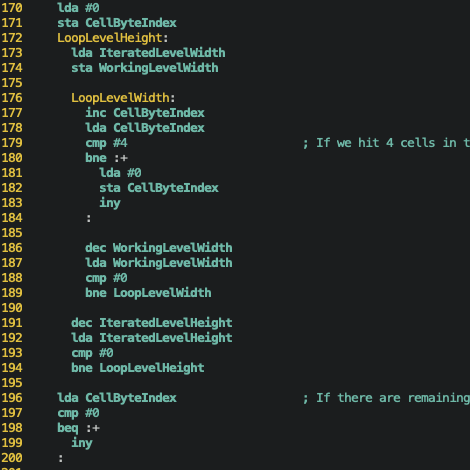 170 lda #0
171 sta CellByteIndex
172 LoopLevelHeight:
173 lda IteratedLevelWidth
174 sta WorkingLevelWidth
175
176 LoopLevelWidth:
177 inc CellByteIndex
178 lda CellByteIndex
179 cmp #4 ; If we hit 4 cells in t
180 bne :+
181 lda #0
182 sta CellByteIndex
183 iny
184 :
185
186 dec WorkingLevelWidth
187 lda WorkingLevelWidth
188 cmp #0
189 bne LoopLevelWidth
190
191 dec IteratedLevelHeight
192 lda IteratedLevelHeight
193 cmp #0
194 bne LoopLevelHeight
195
196 lda CellByteIndex ; If there are remaining
197 cmp #0
198 beq :+
199 iny
200 :